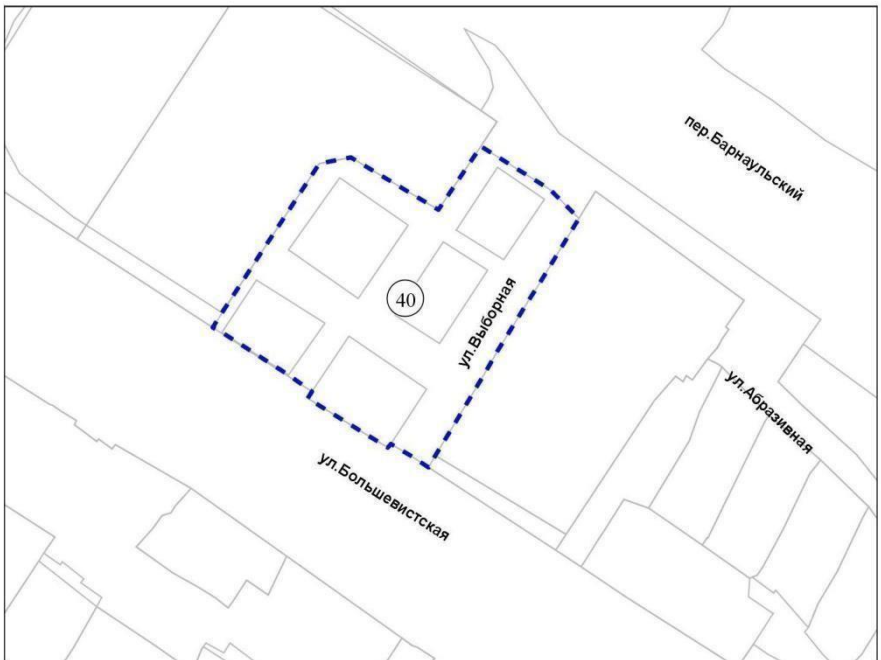 пер.Барнаульский
40
ул.Выборная
ул.Абразивная
ул.Большевистская